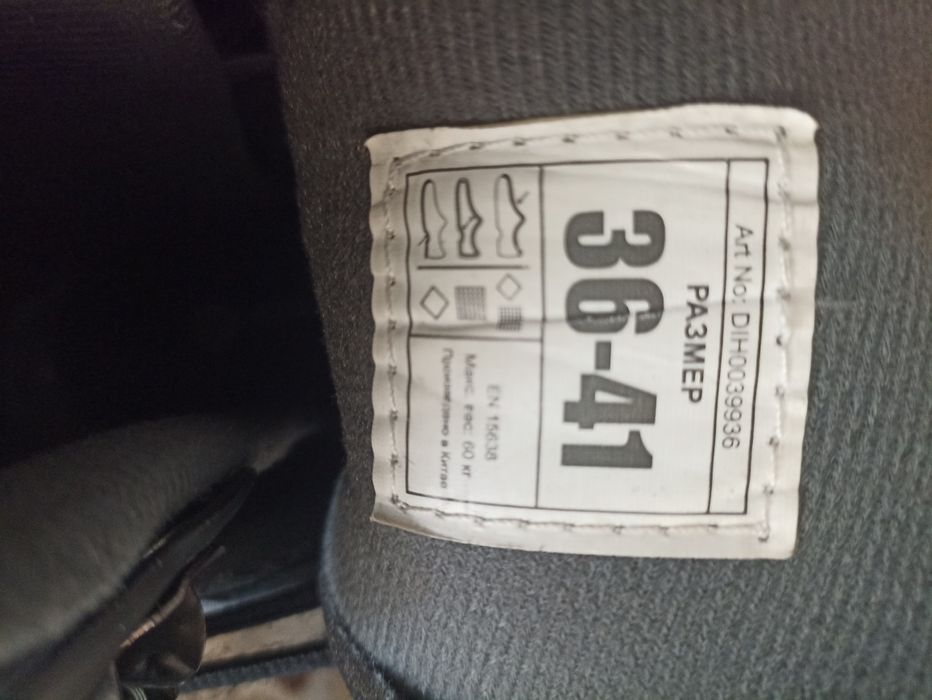 Art No: DIH0039936
РАЗМЕР
36-41
EN 15638
Макс. вес: 60 кг
Произведено в Китае